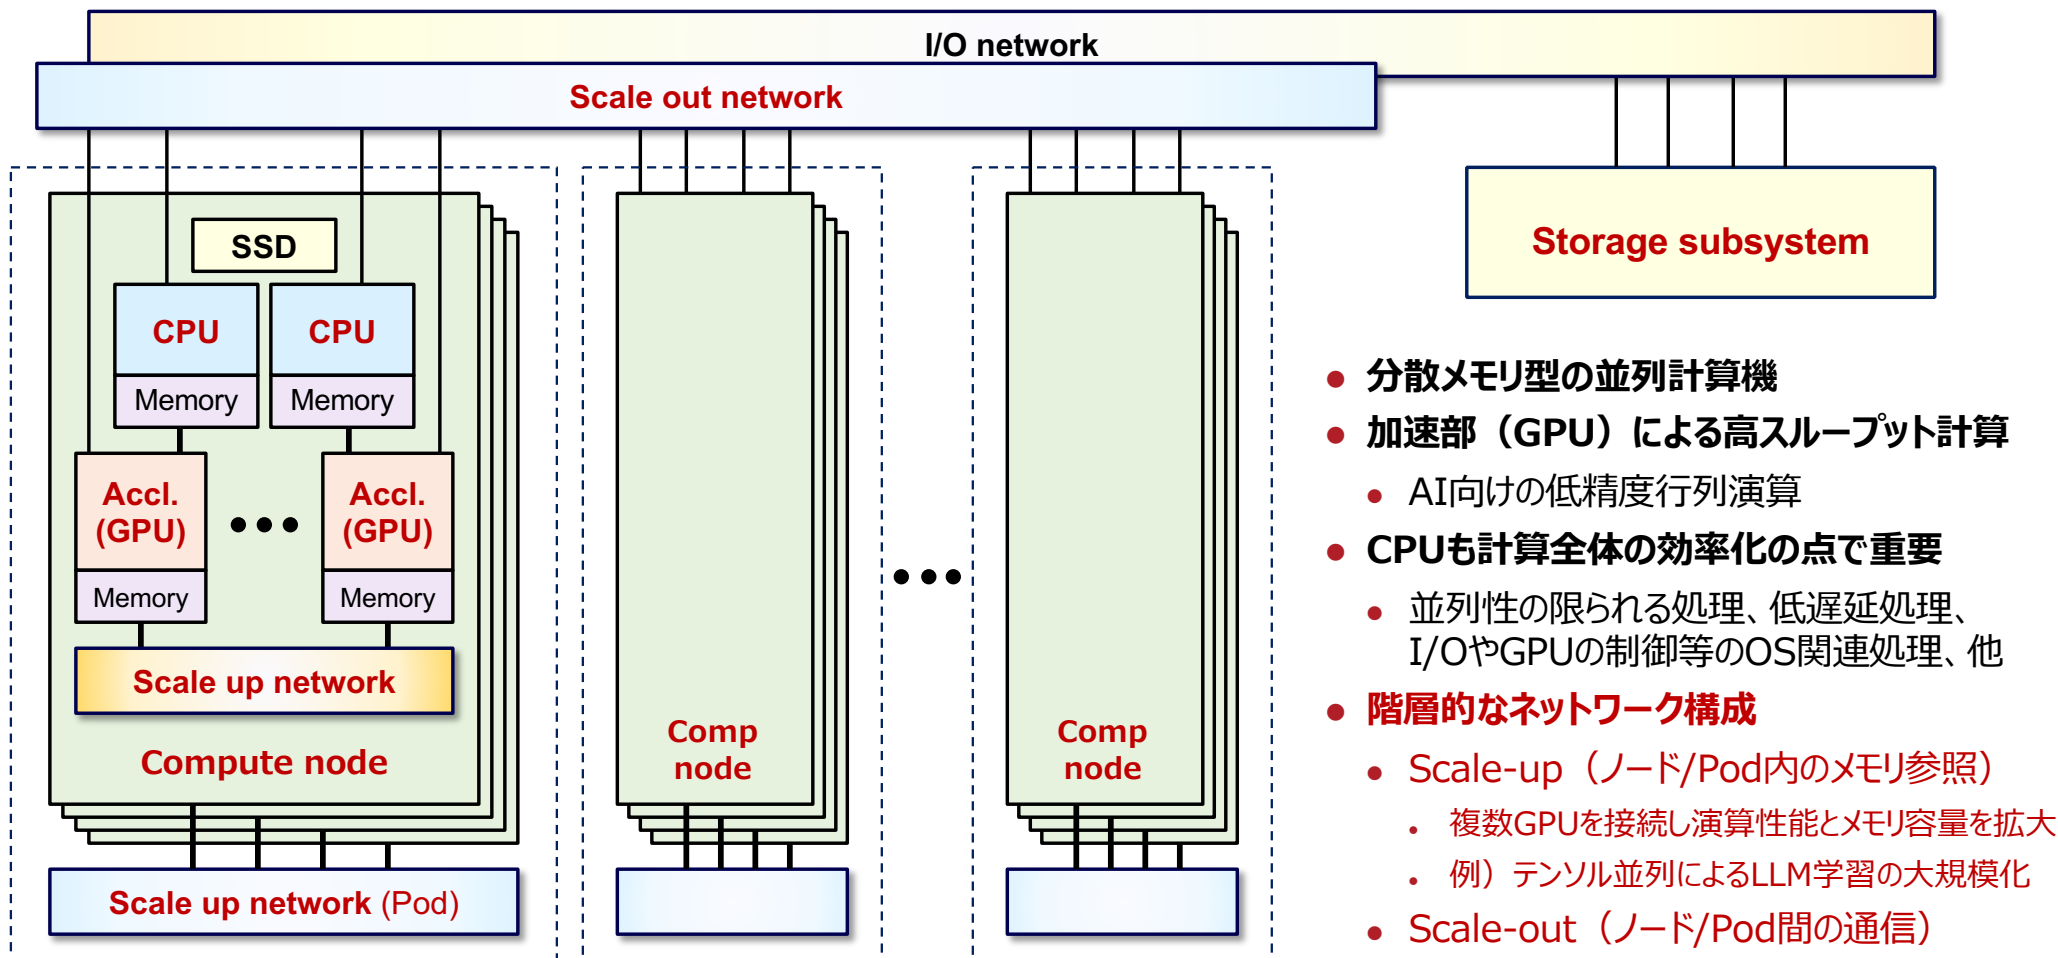 I/O network
Scale out network
SSD
CPU
CPU
Memory
Memory
Accl.
(GPU)
Accl.
(GPU)
Memory
Memory
Scale up network
Compute node
Scale up network (Pod)
Comp
node
Comp
node
Storage subsystem
● 分散メモリ型の並列計算機
● 加速部（GPU）による高スループット計算
● AI向けの低精度行列演算
● CPUも計算全体の効率化の点で重要
● 並列性の限られる処理、低遅延処理、
I/OやGPUの制御等のOS関連処理、他
● 階層的なネットワーク構成
● Scale-up（ノード/Pod内のメモリ参照）
● 複数GPUを接続し演算性能とメモリ容量を拡大
● 例）テンソル並列によるLLM学習の大規模化
● Scale-out（ノード/Pod間の通信）